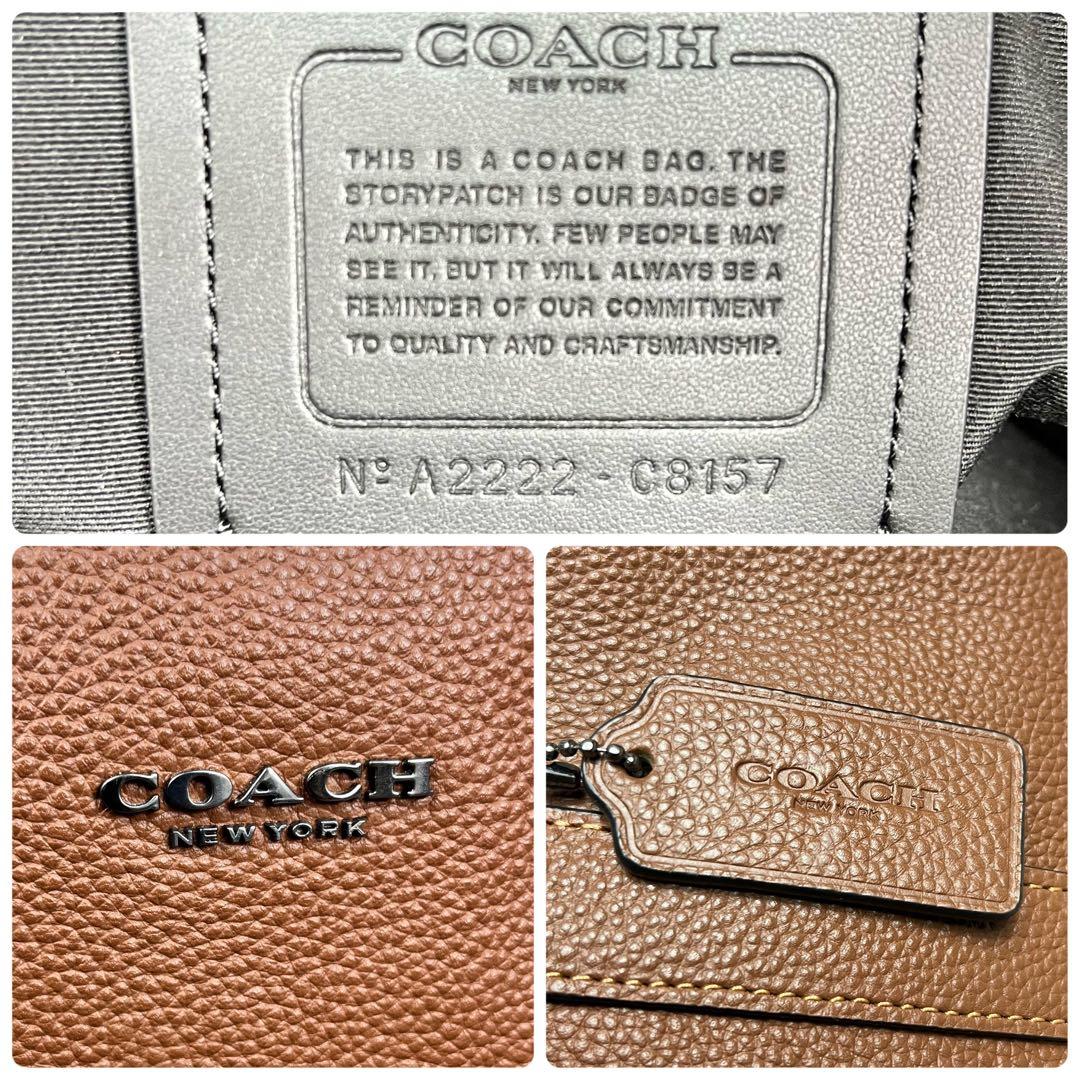 COACH
NEW YORK
THIS IS A COACH BAG. THE
STORYPATCH IS OUR BADGE OF
AUTHENTICITY. FEW PEOPLE MAY
SEE IT, BUT IT WILL ALWAYS BE A
REMINDER OF OUR COMMITMENT
TO QUALITY AND CRAFTSMANSHIP.
Nº A2222 - C8157
COACH
NEW YORK
COACH
NEW YORK